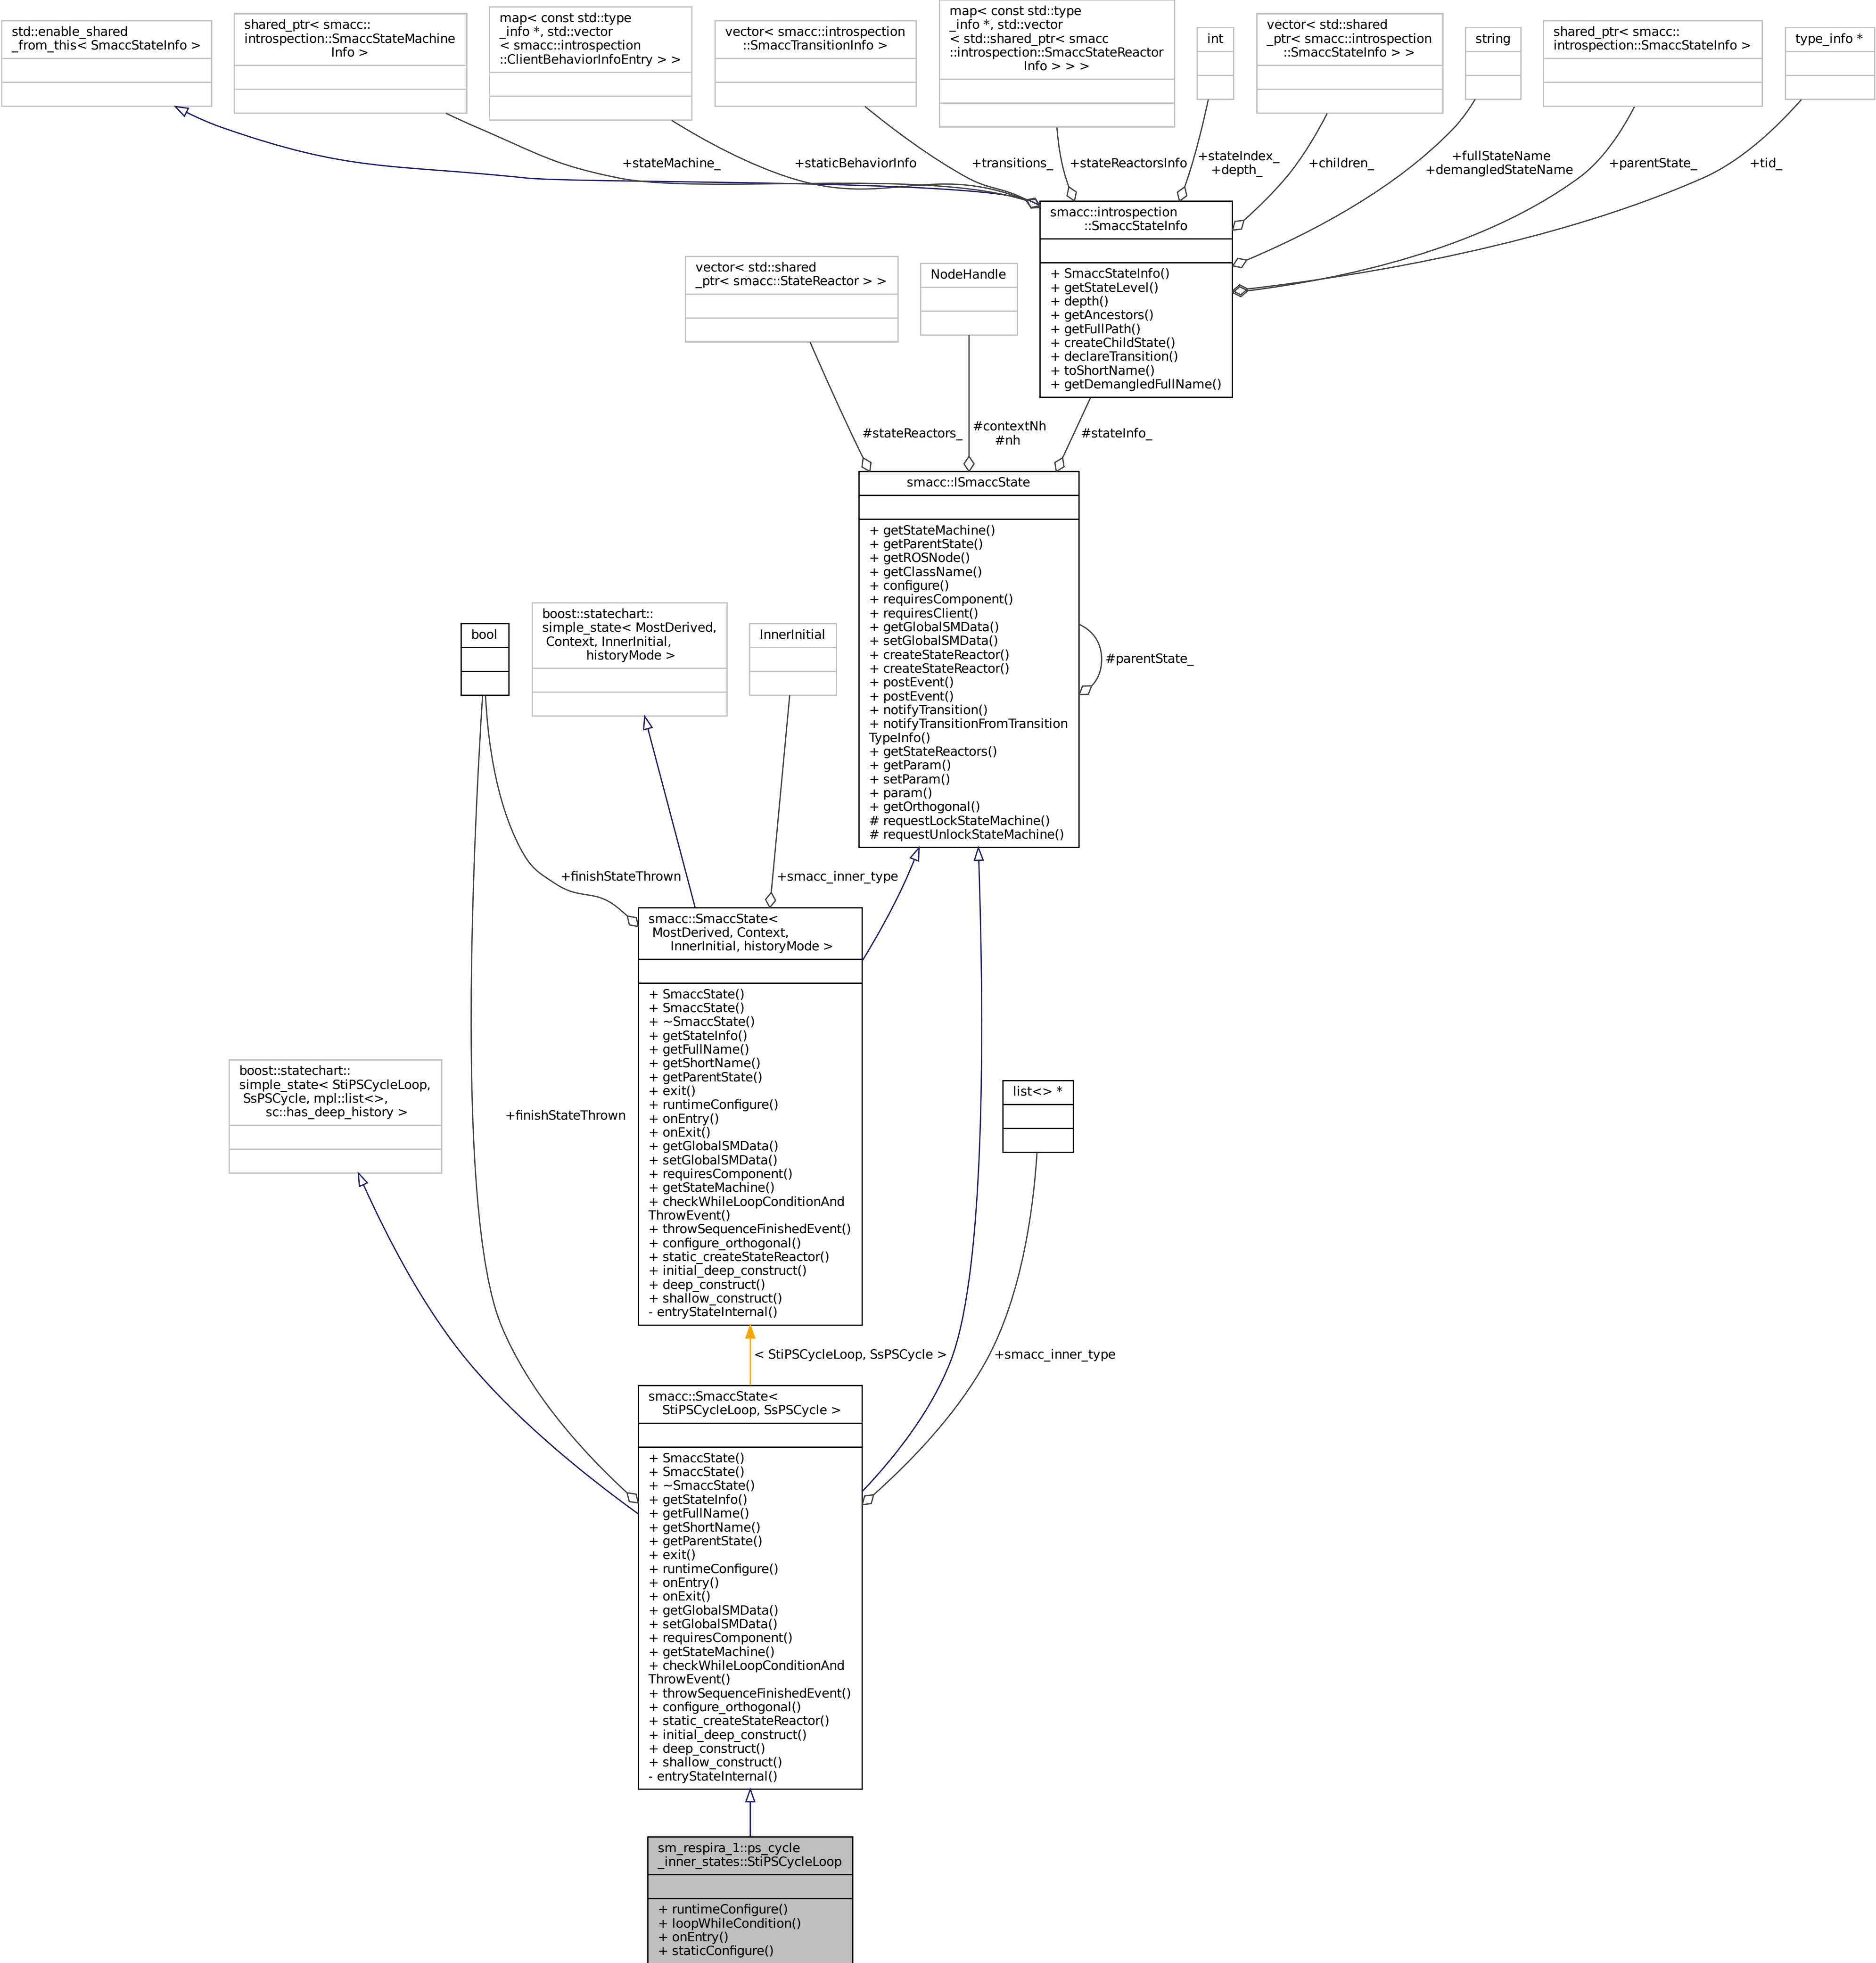 std::enable_shared
_from_this< SmaccStateInfo >
shared_ptr< smacc::
introspection::SmaccStateMachine
Info >
map< const std::type
_info *, std::vector
< smacc::introspection
::ClientBehaviorInfoEntry > >
vector< smacc::introspection
::SmaccTransitionInfo >
map< const std::type
_info *, std::vector
< std::shared_ptr< smacc
::introspection::SmaccStateReactor
Info > > >
int
vector< std::shared
_ptr< smacc::introspection
::SmaccStateInfo > >
string
shared_ptr< smacc::
introspection::SmaccStateInfo >
type_info *
+stateMachine_
+staticBehaviorInfo
+transitions_
+stateReactorsInfo
+stateIndex_
+depth_
+children_
+fullStateName
+demangledStateName
+parentState_
+tid_
smacc::introspection
::SmaccStateInfo
+ SmaccStateInfo()
+ getStateLevel()
+ depth()
+ getAncestors()
+ getFullPath()
+ createChildState()
+ declareTransition()
+ toShortName()
+ getDemangledFullName()
vector< std::shared
_ptr< smacc::StateReactor > >
NodeHandle
#stateReactors_
#contextNh
#nh
#stateInfo_
smacc::ISmaccState
+ getStateMachine()
+ getParentState()
+ getROSNode()
+ getClassName()
+ configure()
+ requiresComponent()
+ requiresClient()
+ getGlobalSMData()
+ setGlobalSMData()
+ createStateReactor()
+ createStateReactor()
+ postEvent()
+ postEvent()
+ notifyTransition()
+ notifyTransitionFromTransition
TypeInfo()
+ getStateReactors()
+ getParam()
+ setParam()
+ param()
+ getOrthogonal()
# requestLockStateMachine()
# requestUnlockStateMachine()
#parentState_
bool
boost::statechart::
simple_state< MostDerived,
Context, InnerInitial,
historyMode >
InnerInitial
+finishStateThrown
+smacc_inner_type
smacc::SmaccState<
MostDerived, Context,
InnerInitial, historyMode >
+ SmaccState()
+ SmaccState()
+ ~SmaccState()
+ getStateInfo()
+ getFullName()
+ getShortName()
+ getParentState()
+ exit()
+ runtimeConfigure()
+ onEntry()
+ onExit()
+ getGlobalSMData()
+ setGlobalSMData()
+ requiresComponent()
+ getStateMachine()
+ checkWhileLoopConditionAnd
ThrowEvent()
+ throwSequenceFinishedEvent()
+ configure_orthogonal()
+ static_createStateReactor()
+ initial_deep_construct()
+ deep_construct()
+ shallow_construct()
- entryStateInternal()
boost::statechart::
simple_state< StiPSCycleLoop,
SsPSCycle, mpl::list<>,
sc::has_deep_history >
+finishStateThrown
list<> *
< StiPSCycleLoop, SsPSCycle >
+smacc_inner_type
smacc::SmaccState<
StiPSCycleLoop, SsPSCycle >
+ SmaccState()
+ SmaccState()
+ ~SmaccState()
+ getStateInfo()
+ getFullName()
+ getShortName()
+ getParentState()
+ exit()
+ runtimeConfigure()
+ onEntry()
+ onExit()
+ getGlobalSMData()
+ setGlobalSMData()
+ requiresComponent()
+ getStateMachine()
+ checkWhileLoopConditionAnd
ThrowEvent()
+ throwSequenceFinishedEvent()
+ configure_orthogonal()
+ static_createStateReactor()
+ initial_deep_construct()
+ deep_construct()
+ shallow_construct()
- entryStateInternal()
sm_respira_1::ps_cycle
_inner_states::StiPSCycleLoop
+ runtimeConfigure()
+ loopWhileCondition()
+ onEntry()
+ staticConfigure()